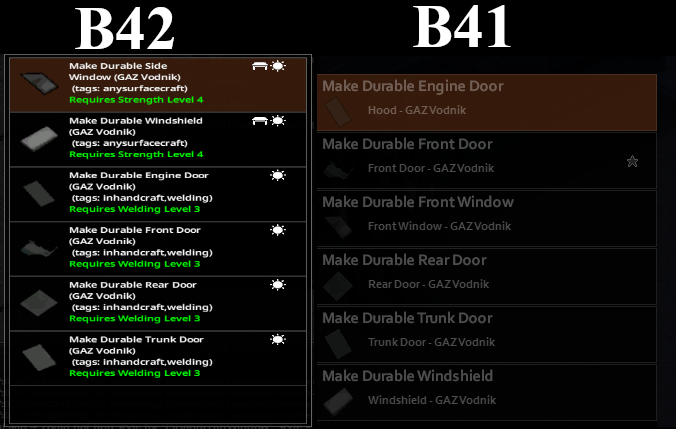 B42
Make Durable Side
Window (GAZ Vodnik)
(tags: anysurfacecraft)
Requires Strength Level 4
Make Durable Windshield
(GAZ Vodnik)
(tags: anysurfacecraft)
Requires Strength Level 4
Make Durable Engine Door
(GAZ Vodnik)
(tags: inhandcraft,welding)
Requires Welding Level 3
Make Durable Front Door
(GAZ Vodnik)
(tags: inhandcraft,welding)
Requires Welding Level 3
Make Durable Rear Door
(GAZ Vodnik)
(tags: inhandcraft,welding)
Requires Welding Level 3
Make Durable Trunk Door
(GAZ Vodnik)
(tags: inhandcraft,welding)
Requires Welding Level 3
B41
Make Durable Engine Door
Hood - GAZ Vodnik
Make Durable Front Door
Front Door - GAZ Vodnik
Make Durable Front Window
Front Window - GAZ Vodnik
Make Durable Rear Door
Rear Door - GAZ Vodnik
Make Durable Trunk Door
Trunk Door - GAZ Vodnik
Make Durable Windshield
Windshield - GAZ Vodnik